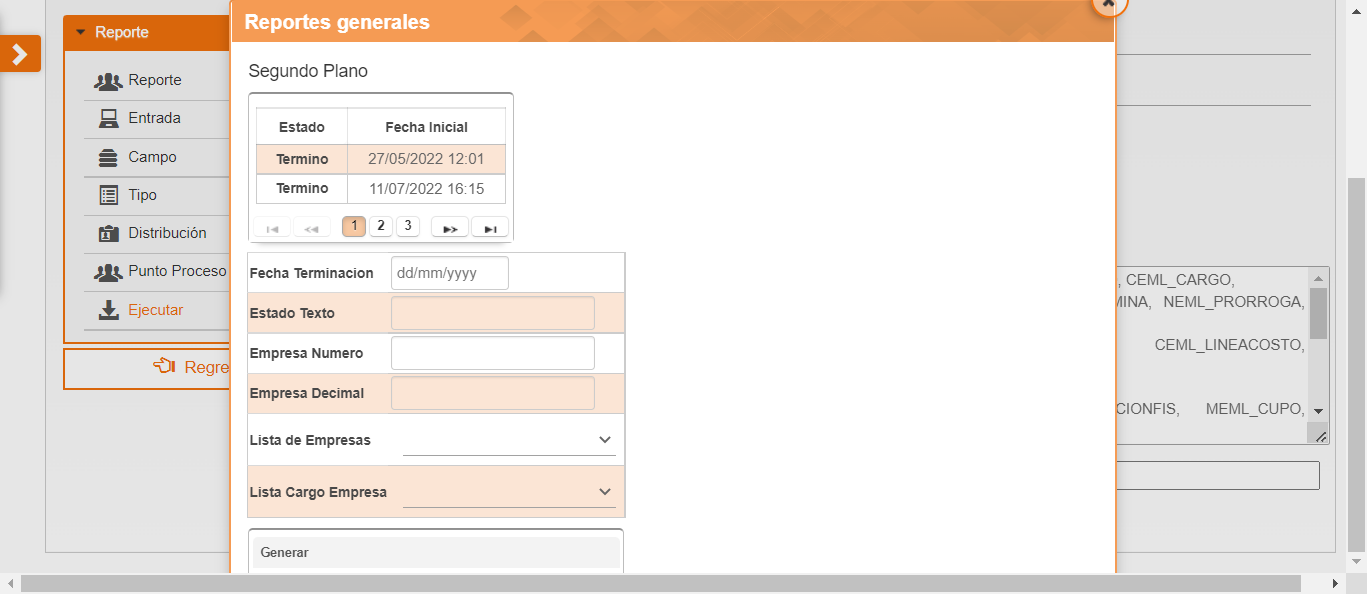 Reporte
Reporte
Entrada
Campo
Tipo
Distribución
Punto Proceso
Ejecutar
Regre
Reportes generales
Segundo Plano
Estado Fecha Inicial
Termino 27/05/2022 12:01
Termino 11/07/2022 16:15
1 2 3
Fecha Terminacion dd/mm/yyyy
Estado Texto
Empresa Numero
Empresa Decimal
Lista de Empresas
Lista Cargo Empresa
Generar
, CEML_CARGO,
MINA, NEML_PRORROGA,
CEML_LINEACOSTO,
CIONFIS, MEML_CUPO,